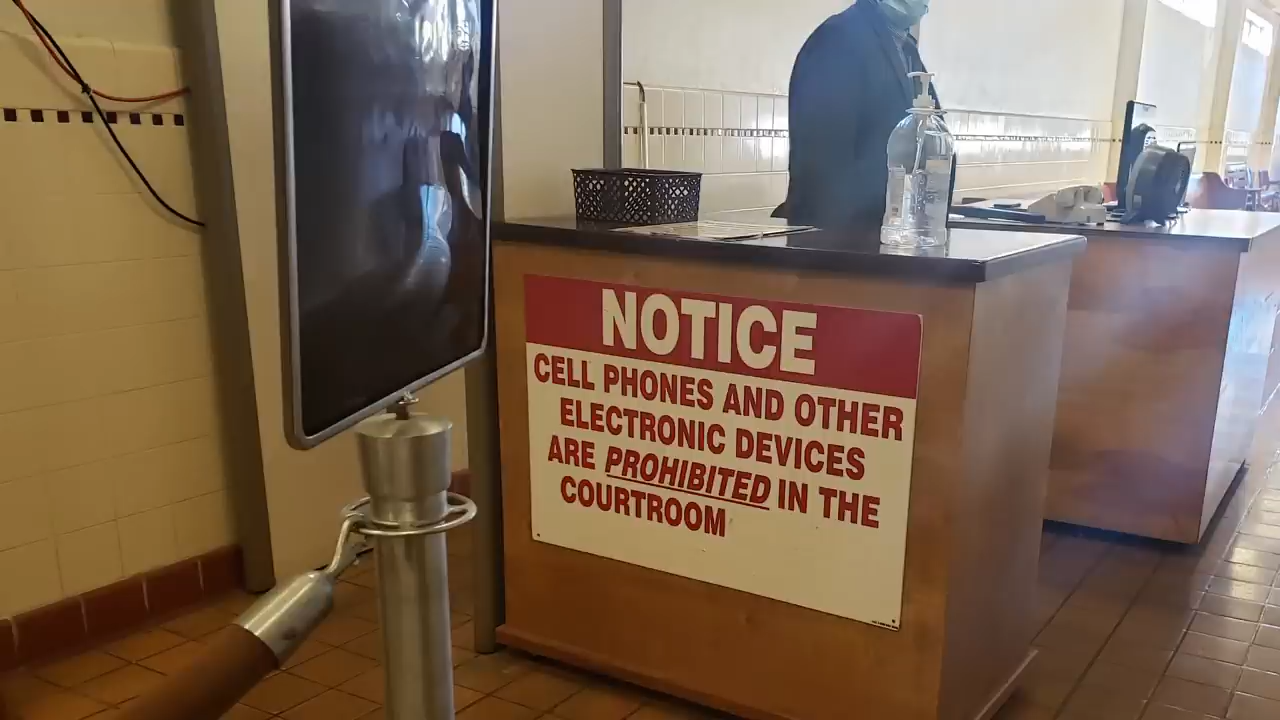 NOTICE
CELL PHONES AND OTHER
ELECTRONIC DEVICES
ARE PROHIBITED IN THE
COURTROOM